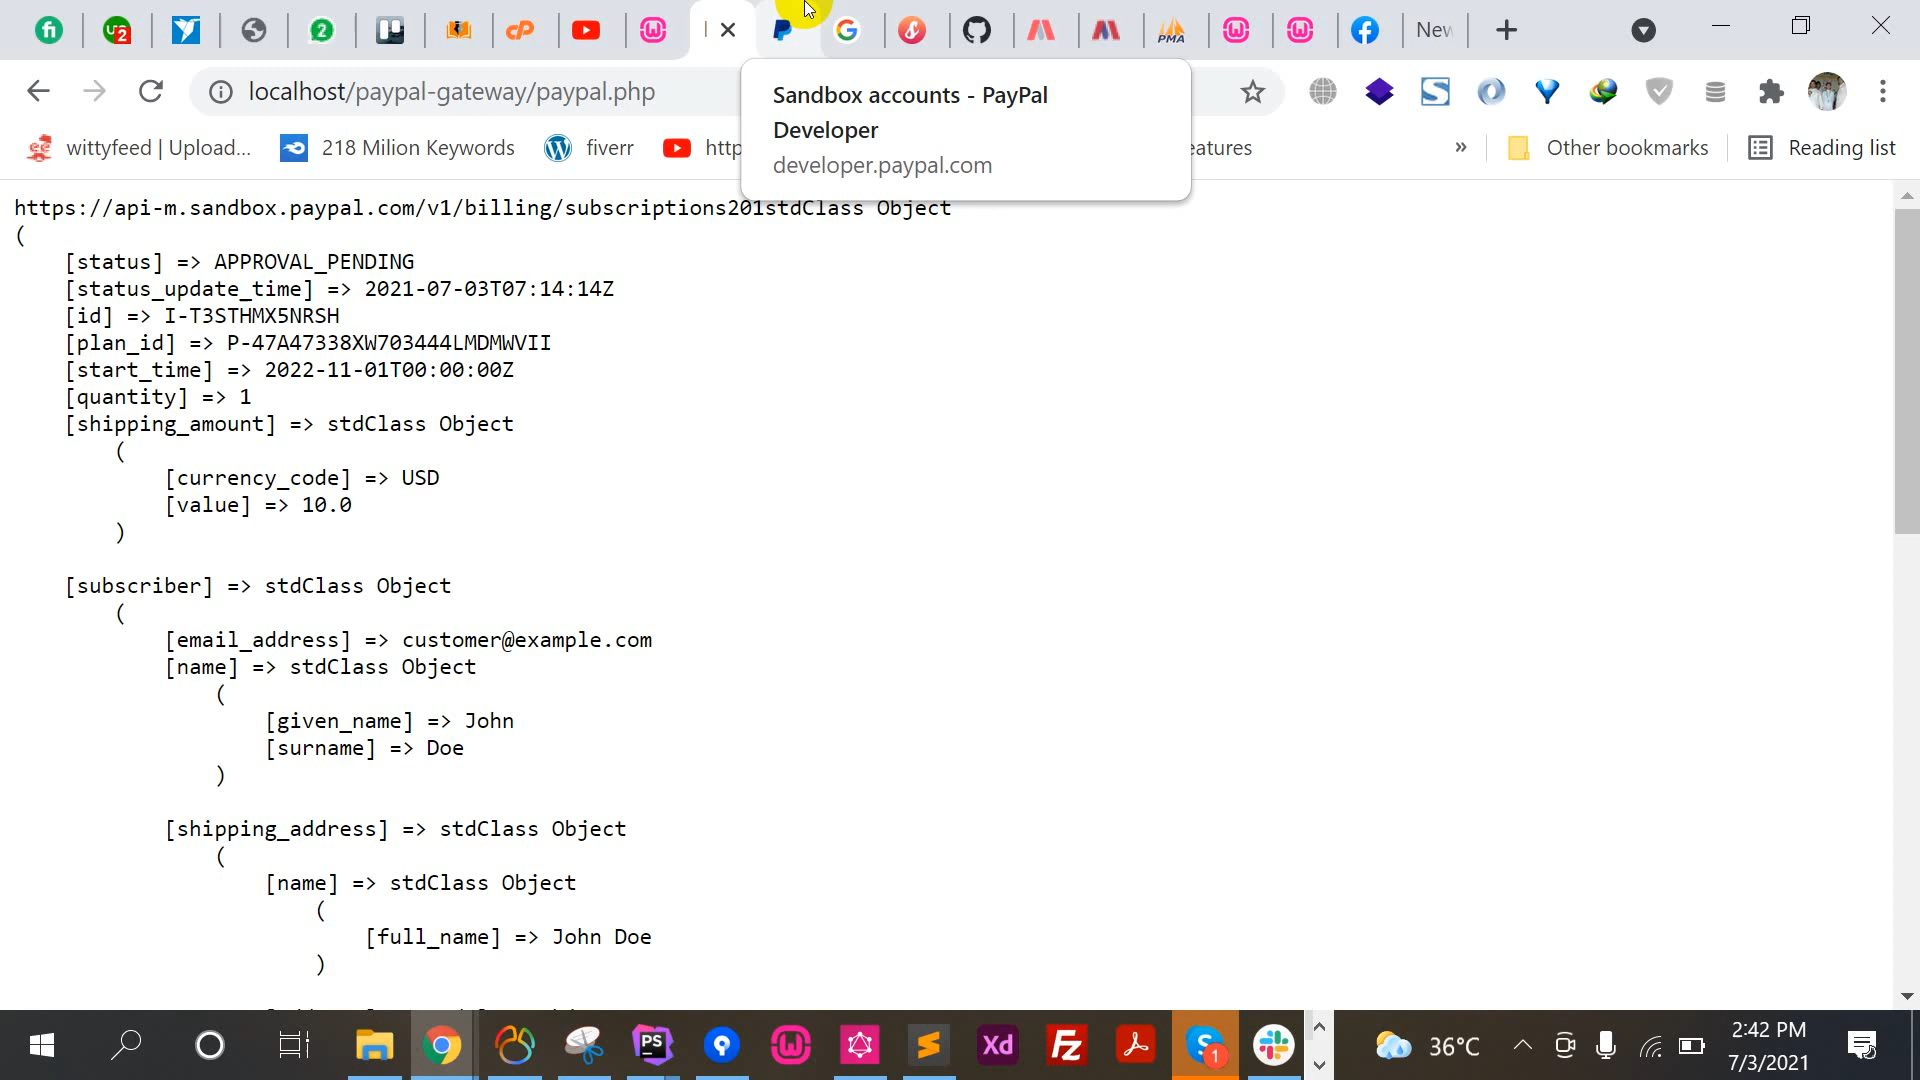 New
localhost/paypal-gateway/paypal.php
Sandbox accounts - PayPal
Developer
developer.paypal.com
wittyfeed | Upload...
218 Milion Keywords
fiverr
http
eatures
»
Other bookmarks
Reading list
https://api-m.sandbox.paypal.com/v1/billing/subscriptions201stdClass Object
(
[status] => APPROVAL_PENDING
[status_update_time] => 2021-07-03T07:14:14Z
[id] => I-T3STHMX5NRSH
[plan_id] => P-47A47338XW703444LMDMWVII
[start_time] => 2022-11-01T00:00:00Z
[quantity] => 1
[shipping_amount] => stdClass Object
(
[currency_code] => USD
[value] => 10.0
)
[subscriber] => stdClass Object
(
[email_address] => customer@example.com
[name] => stdClass Object
(
[given_name] => John
[surname] => Doe
)
[shipping_address] => stdClass Object
(
[name] => stdClass Object
(
[full_name] => John Doe
)
36°C
2:42 PM
7/3/2021